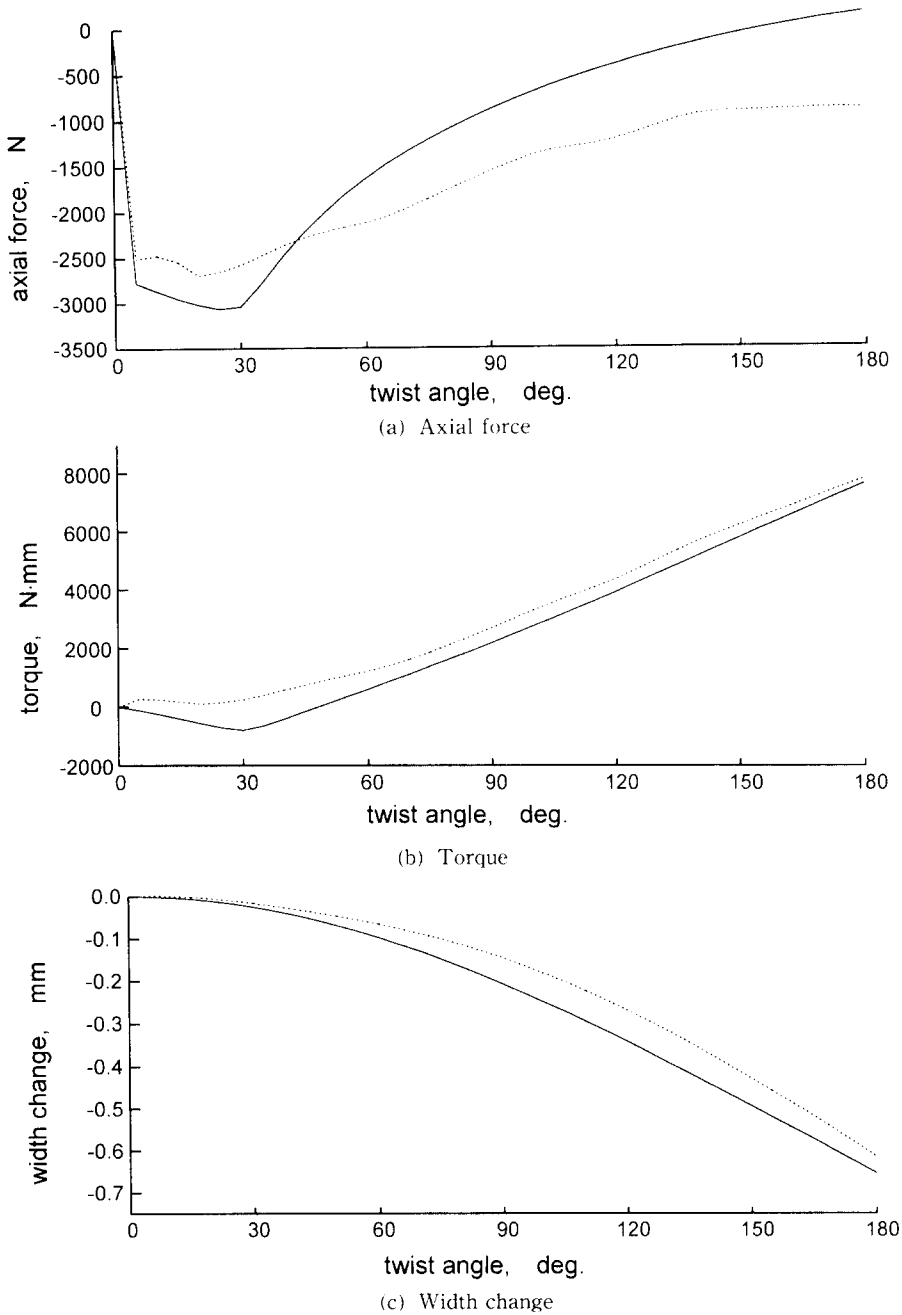 0
-500
-1000
-1500
-2000
-2500
-3000
-3500
axial force, N
0 30 60 90 120 150 180
twist angle, deg.
(a) Axial force
8000
6000
4000
2000
0
-2000
torque, N·mm
0 30 60 90 120 150 180
twist angle, deg.
(b) Torque
0.0
-0.1
-0.2
-0.3
-0.4
-0.5
-0.6
-0.7
width change, mm
0 30 60 90 120 150 180
twist angle, deg.
(c) Width change